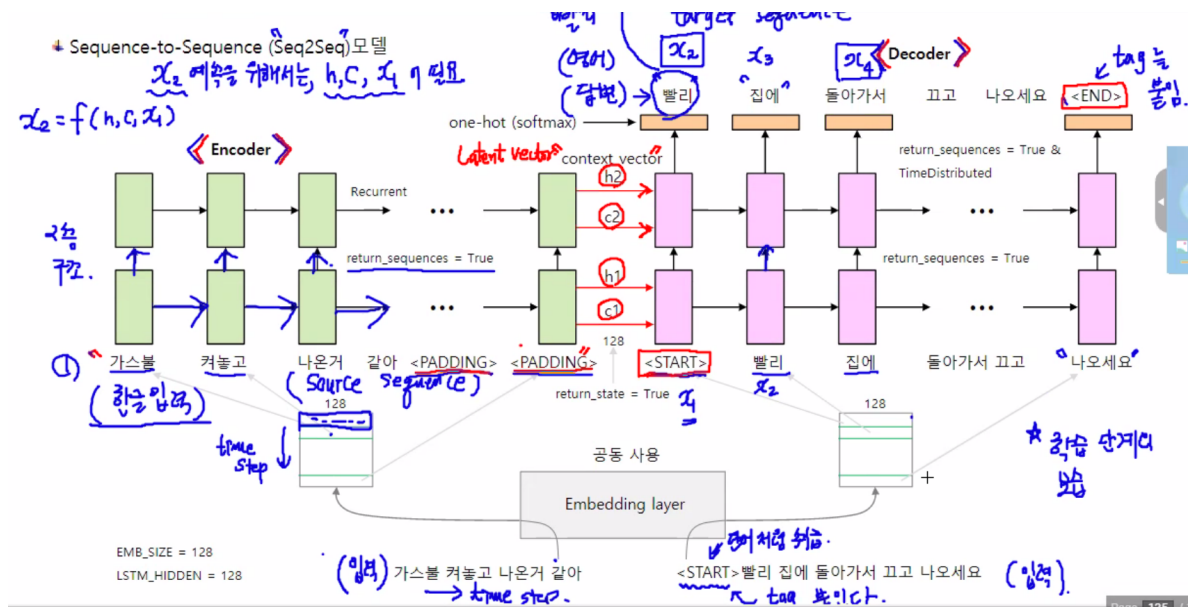 target sequence
Sequence-to-Sequence ("Seq2Seq")모델
(영어) x2 x3 x4 《Decoder》 tag를 붙임.
x2 예측을 위해서는, h, c, x1 이 필요
(답변) → 빨리 "집에" 돌아가서 끄고 나오세요 <END>
x2 = f(h, c, x1)
one-hot (softmax)
《Encoder》
Latent vector "context vector"
return_sequences = True &
TimeDistributed
Recurrent
...
h2
...
c2
2층 구조.
return_sequences = True
return_sequences = True
h1
...
c1
...
128
① "가스불 켜놓고 나온거 같아 <PADDING> <PADDING"> <START> 빨리 집에 돌아가서 끄고 "나오세요"
(한글 입력) (source sequence)
return_state = True x1 x2
128
128
time step
공동 사용
☆ 학습 단계의 모습
+
Embedding layer
단어처럼 취급.
EMB_SIZE = 128
LSTM_HIDDEN = 128
(입력) 가스불 켜놓고 나온거 같아
<START>빨리 집에 돌아가서 끄고 나오세요 (입력).
→ time step.
tag 붙인다.
Page 125